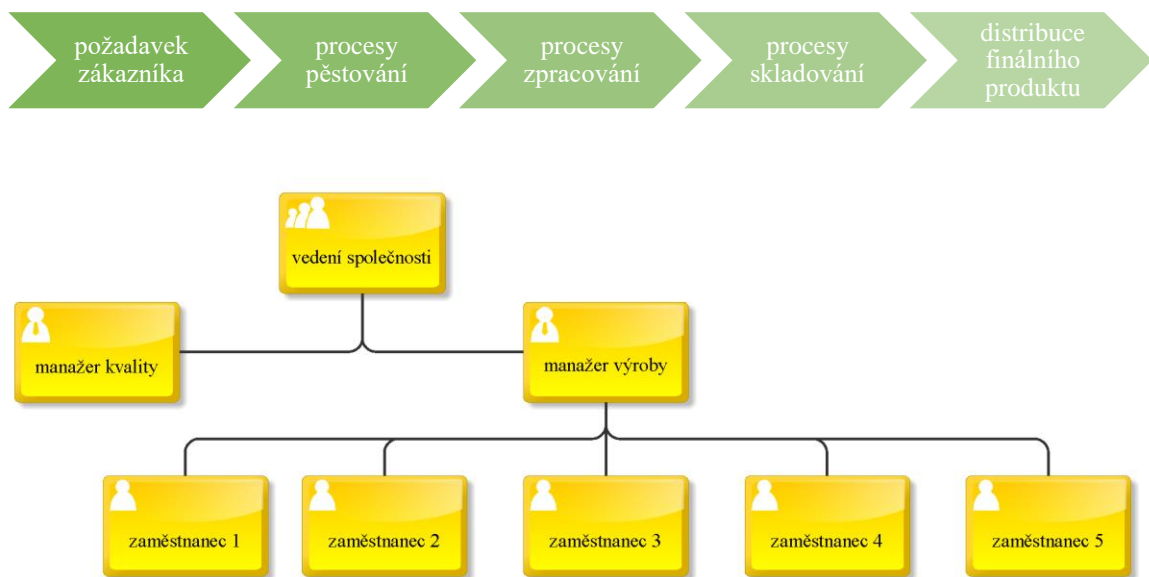 požadavek
zákazníka
procesy
pěstování
procesy
zpracování
procesy
skladování
distribuce
finálního
produktu
vedení společnosti
manažer kvality
manažer výroby
zaměstnanec 1
zaměstnanec 2
zaměstnanec 3
zaměstnanec 4
zaměstnanec 5